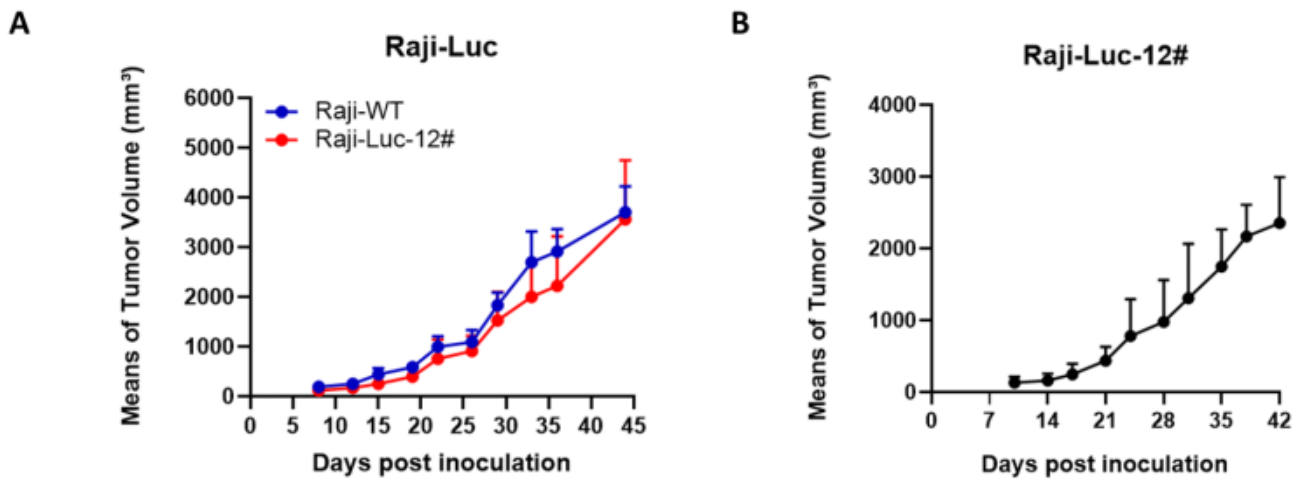 A
Raji-Luc
Means of Tumor Volume (mm³)
6000
5000
4000
3000
2000
1000
0
Raji-WT
Raji-Luc-12#
0 5 10 15 20 25 30 35 40 45
Days post inoculation
B
Raji-Luc-12#
Means of Tumor Volume (mm³)
4000
3000
2000
1000
0
0 7 14 21 28 35 42
Days post inoculation